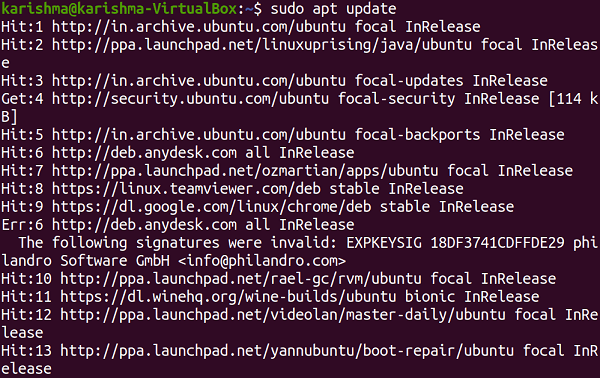 karishma@karishma-VirtualBox:~$ sudo apt update
Hit:1 http://in.archive.ubuntu.com/ubuntu focal InRelease
Hit:2 http://ppa.launchpad.net/linuxuprising/java/ubuntu focal InReleas
e
Hit:3 http://in.archive.ubuntu.com/ubuntu focal-updates InRelease
Get:4 http://security.ubuntu.com/ubuntu focal-security InRelease [114 k
B]
Hit:5 http://in.archive.ubuntu.com/ubuntu focal-backports InRelease
Hit:6 http://deb.anydesk.com all InRelease
Hit:7 http://ppa.launchpad.net/ozmartian/apps/ubuntu focal InRelease
Hit:8 https://linux.teamviewer.com/deb stable InRelease
Hit:9 https://dl.google.com/linux/chrome/deb stable InRelease
Err:6 http://deb.anydesk.com all InRelease
  The following signatures were invalid: EXPKEYSIG 18DF3741CDFFDE29 phi
landro Software GmbH <info@philandro.com>
Hit:10 http://ppa.launchpad.net/rael-gc/rvm/ubuntu focal InRelease
Hit:11 https://dl.winehq.org/wine-builds/ubuntu bionic InRelease
Hit:12 http://ppa.launchpad.net/videolan/master-daily/ubuntu focal InRe
lease
Hit:13 http://ppa.launchpad.net/yannubuntu/boot-repair/ubuntu focal InR
elease